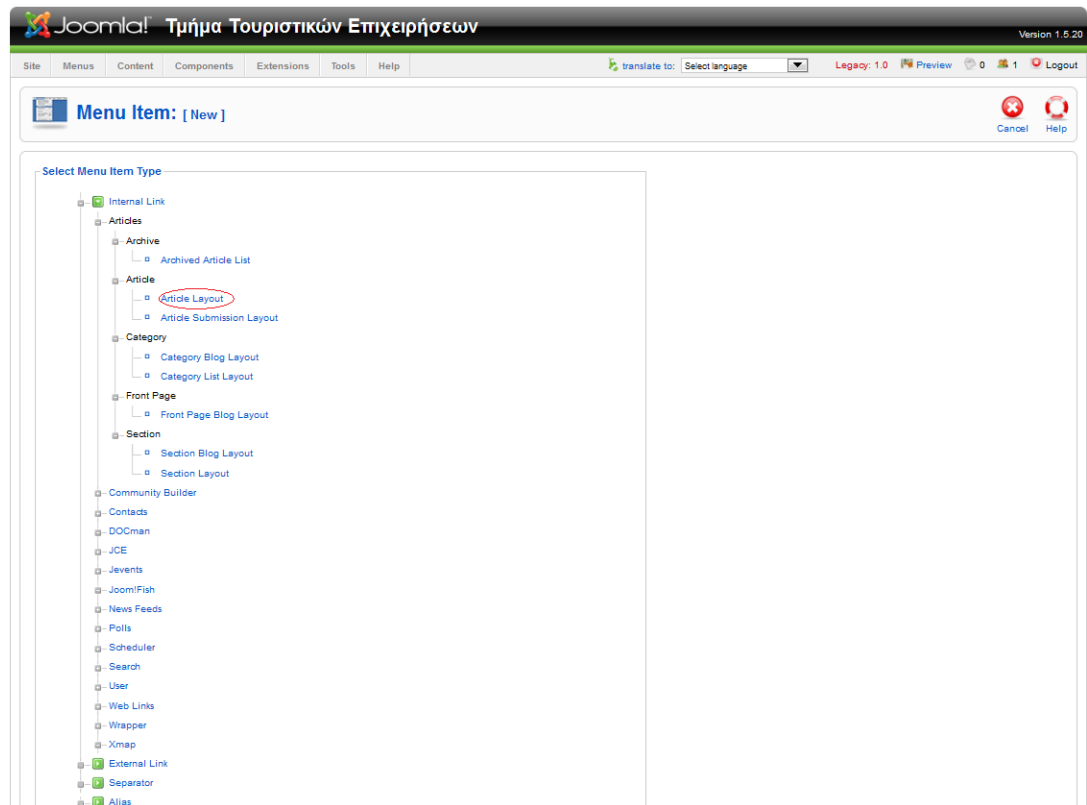 Joomla! Τμήμα Τουριστικών Επιχειρήσεων
Version 1.5.20
Site Menus Content Components Extensions Tools Help translate to: Select language Legacy: 1.0 Preview 0 1 Logout
Menu Item: [ New ]
Cancel Help
Select Menu Item Type
Internal Link
Articles
Archive
Archived Article List
Article
Article Layout
Article Submission Layout
Category
Category Blog Layout
Category List Layout
Front Page
Front Page Blog Layout
Section
Section Blog Layout
Section Layout
Community Builder
Contacts
DOCman
JCE
Jevents
Joom!Fish
News Feeds
Polls
Scheduler
Search
User
Web Links
Wrapper
Xmap
External Link
Separator
Alias